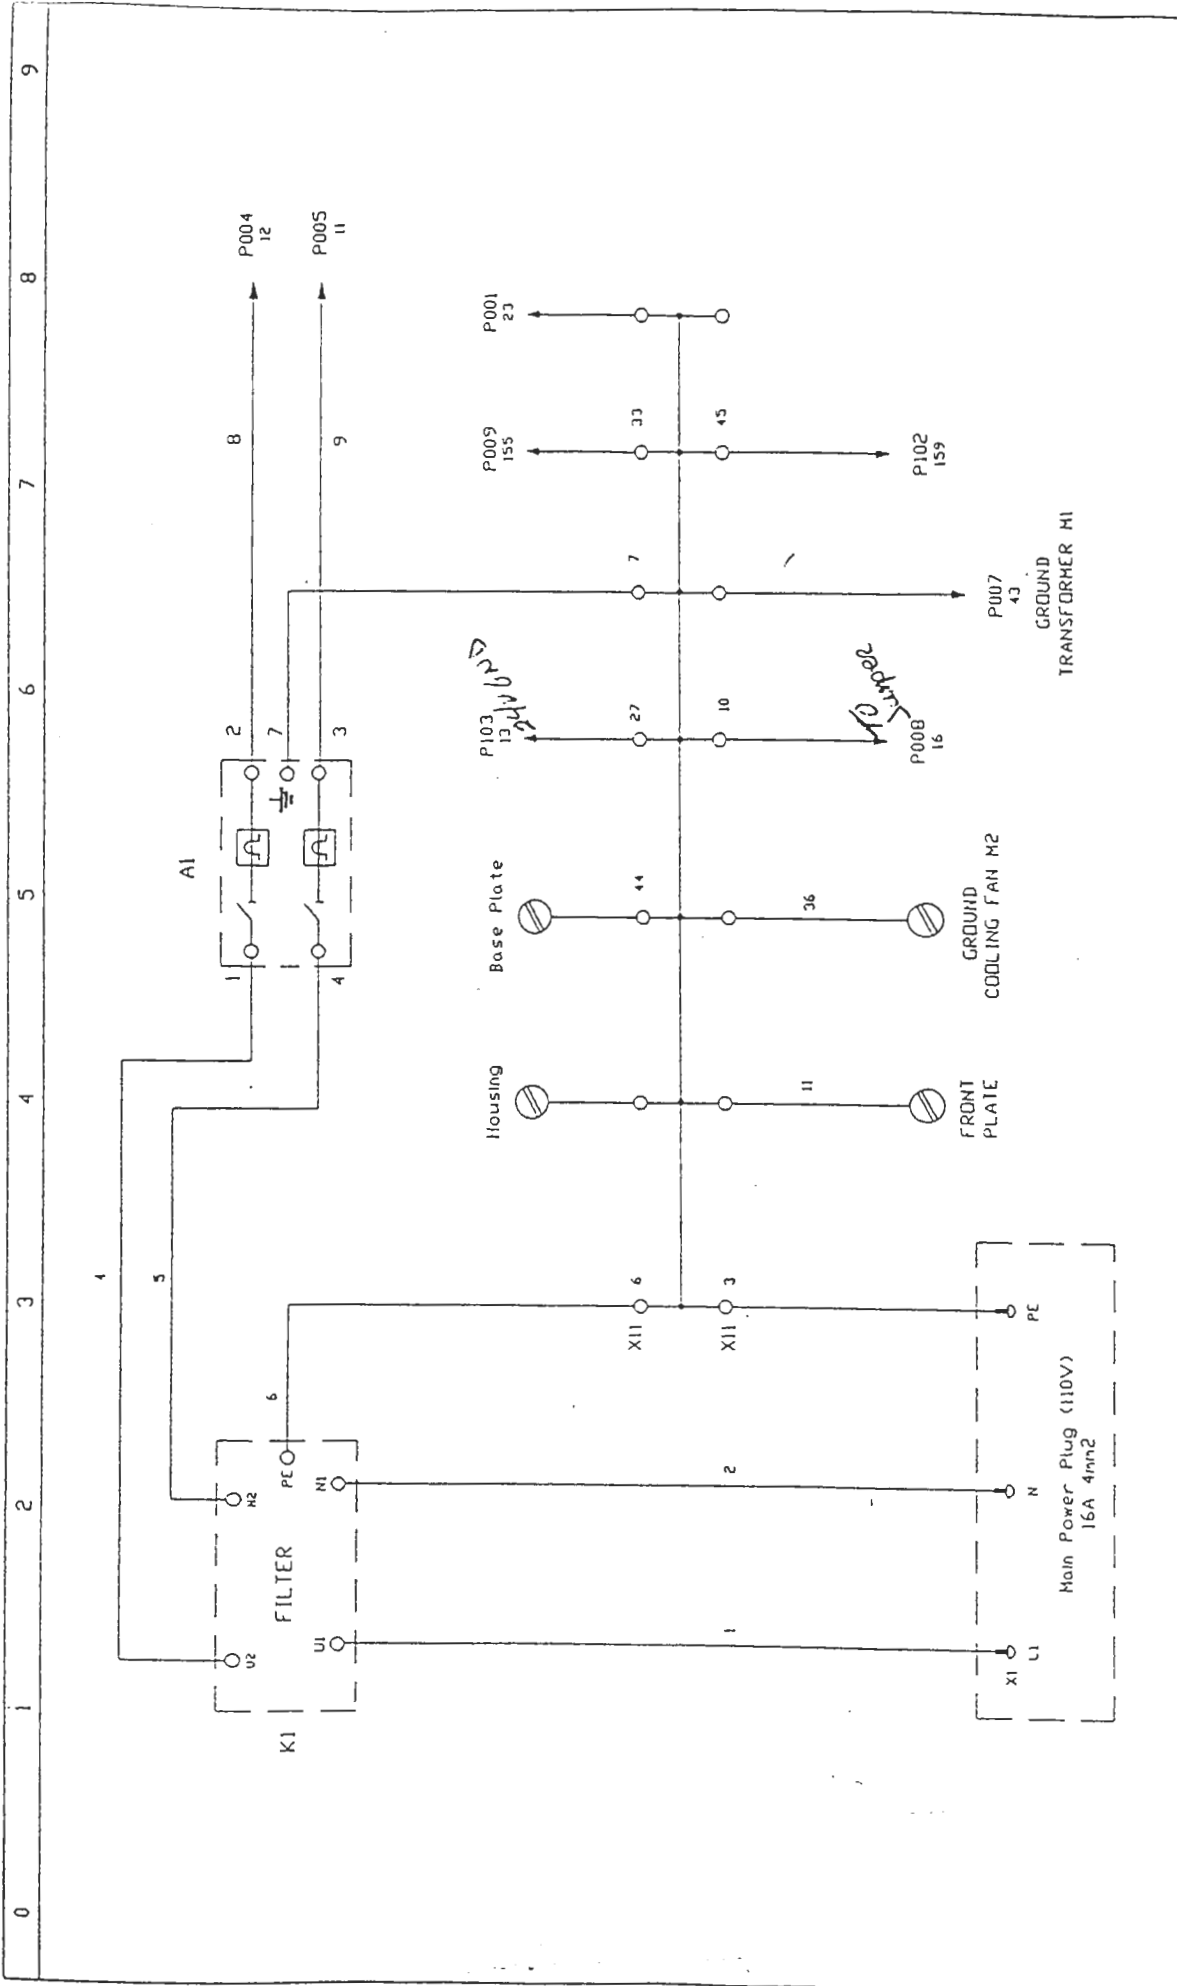 0 1 2 3 4 5 6 7 8 9
4
5
8
P004
12
9
P005
11
A1
1
2
7
4
3
K1
FILTER
U2
N2
PE
U1
N1
6
Housing
Base Plate
P103
13
24V GND
P009
155
P001
23
X11
6
44
27
7
33
X11
3
10
45
1
2
11
36
To Jumper
FRONT
PLATE
GROUND
COOLING FAN M2
P008
16
P007
43
GROUND
TRANSFORMER M1
P102
159
X1
L1
N
PE
Main Power Plug (110V)
16A 4mm2